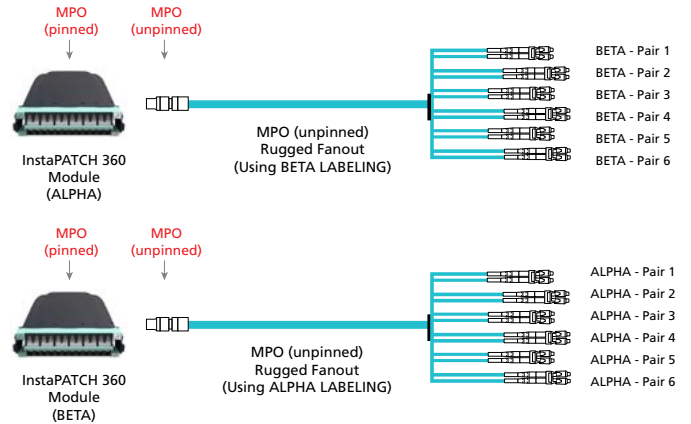 MPO
(pinned)
MPO
(unpinned)
InstaPATCH 360
Module
(ALPHA)
MPO (unpinned)
Rugged Fanout
(Using BETA LABELING)
BETA - Pair 1
BETA - Pair 2
BETA - Pair 3
BETA - Pair 4
BETA - Pair 5
BETA - Pair 6
MPO
(pinned)
MPO
(unpinned)
InstaPATCH 360
Module
(BETA)
MPO (unpinned)
Rugged Fanout
(Using ALPHA LABELING)
ALPHA - Pair 1
ALPHA - Pair 2
ALPHA - Pair 3
ALPHA - Pair 4
ALPHA - Pair 5
ALPHA - Pair 6